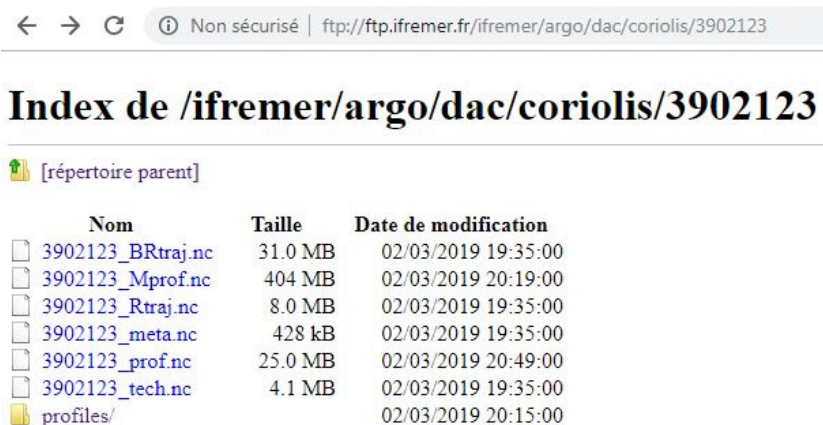 Non sécurisé | ftp://ftp.ifremer.fr/ifremer/argo/dac/coriolis/3902123
Index de /ifremer/argo/dac/coriolis/3902123
[répertoire parent]
Nom Taille Date de modification
3902123_BRtraj.nc 31.0 MB 02/03/2019 19:35:00
3902123_Mprof.nc 404 MB 02/03/2019 20:19:00
3902123_Rtraj.nc 8.0 MB 02/03/2019 19:35:00
3902123_meta.nc 428 kB 02/03/2019 19:35:00
3902123_prof.nc 25.0 MB 02/03/2019 20:49:00
3902123_tech.nc 4.1 MB 02/03/2019 19:35:00
profiles/ 02/03/2019 20:15:00